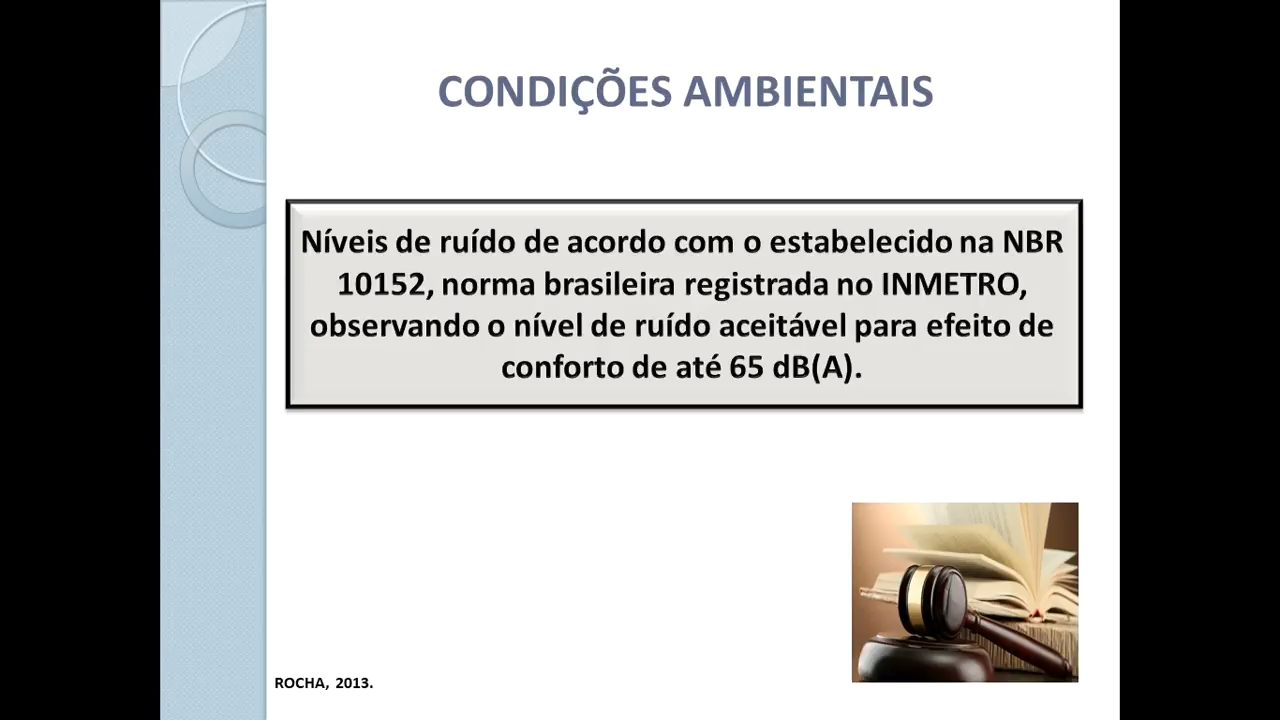 CONDIÇÕES AMBIENTAIS
Níveis de ruído de acordo com o estabelecido na NBR
10152, norma brasileira registrada no INMETRO,
observando o nível de ruído aceitável para efeito de
conforto de até 65 dB(A).
ROCHA, 2013.